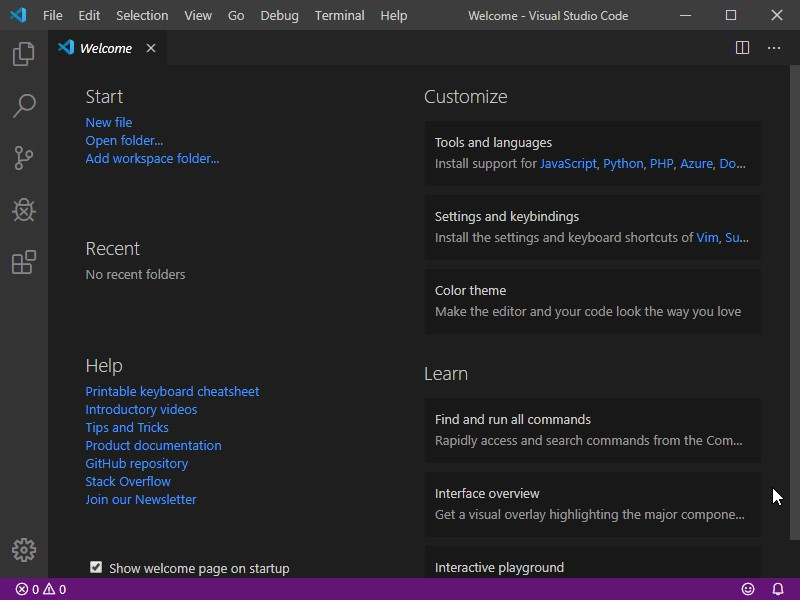 File Edit Selection View Go Debug Terminal Help Welcome - Visual Studio Code
Welcome
Start
New file
Open folder...
Add workspace folder...
Recent
No recent folders
Help
Printable keyboard cheatsheet
Introductory videos
Tips and Tricks
Product documentation
GitHub repository
Stack Overflow
Join our Newsletter
Show welcome page on startup
Customize
Tools and languages
Install support for JavaScript, Python, PHP, Azure, Do...
Settings and keybindings
Install the settings and keyboard shortcuts of Vim, Su...
Color theme
Make the editor and your code look the way you love
Learn
Find and run all commands
Rapidly access and search commands from the Com...
Interface overview
Get a visual overlay highlighting the major compone...
Interactive playground
0 0